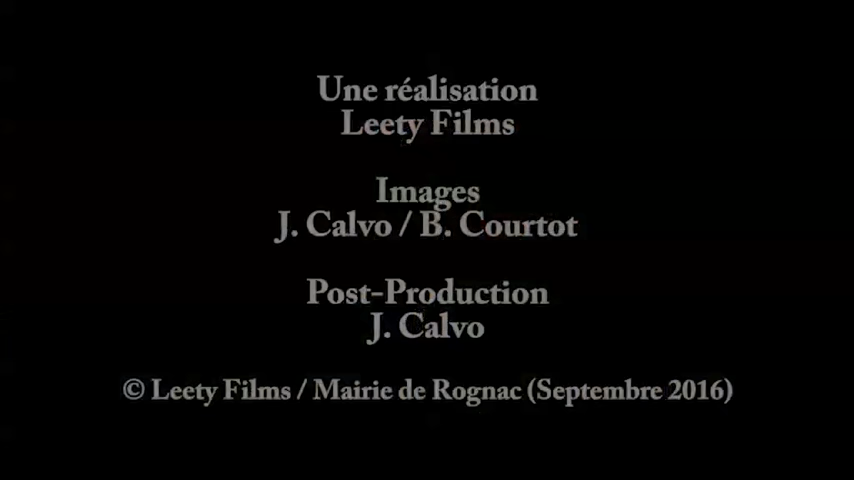 Une réalisation
Leety Films
Images
J. Calvo / B. Courtot
Post-Production
J. Calvo
© Leety Films / Mairie de Rognac (Septembre 2016)